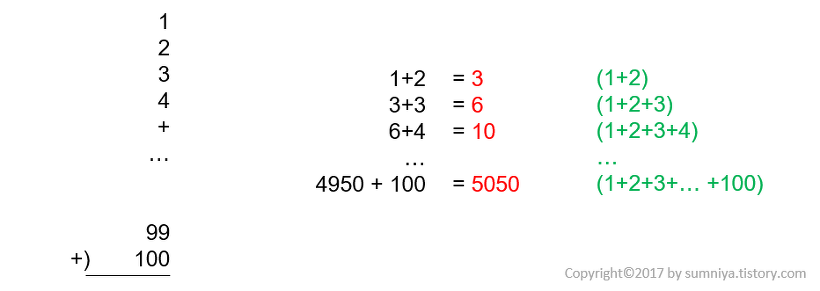 1
2
3
4
+
…
99
+) 100
1+2 = 3 (1+2)
3+3 = 6 (1+2+3)
6+4 = 10 (1+2+3+4)
… …
4950 + 100 = 5050 (1+2+3+… +100)
Copyright©2017 by sumniya.tistory.com